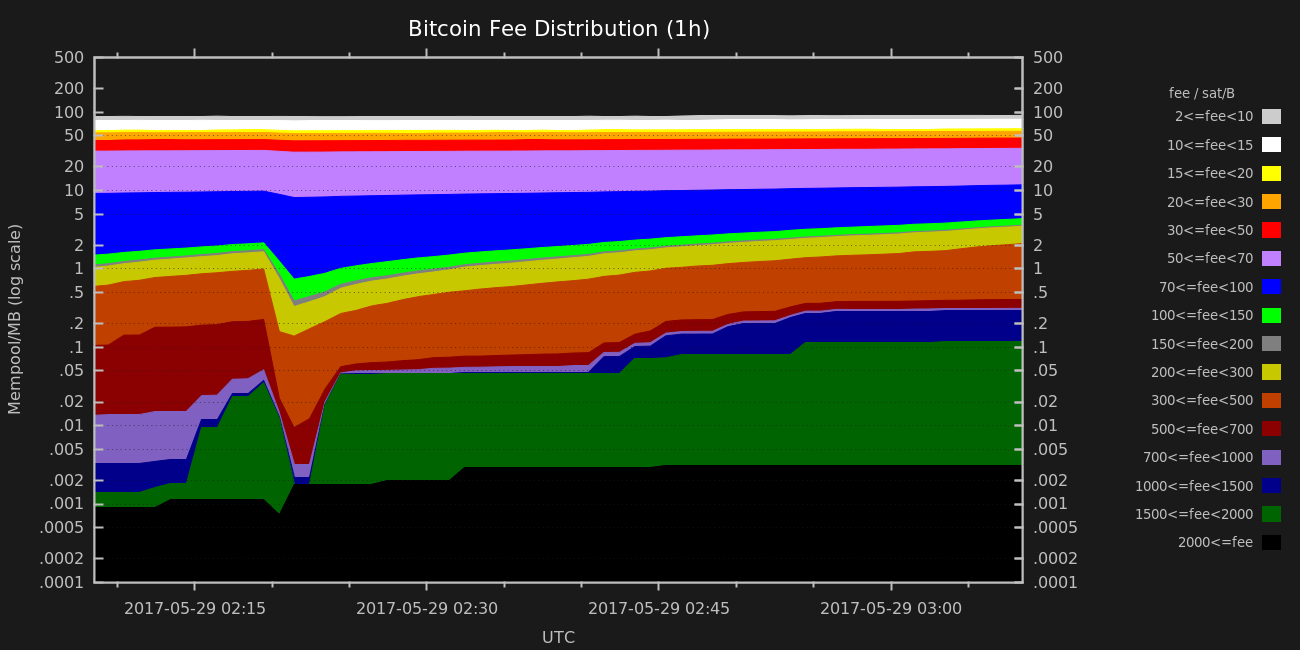 Bitcoin Fee Distribution (1h)
500 500
200 200
100 100
50 50
20 20
10 10
5 5
2 2
1 1
.5 .5
.2 .2
.1 .1
.05 .05
.02 .02
.01 .01
.005 .005
.002 .002
.001 .001
.0005 .0005
.0002 .0002
.0001 .0001
Mempool/MB (log scale)
2017-05-29 02:15 2017-05-29 02:30 2017-05-29 02:45 2017-05-29 03:00
UTC
fee / sat/B
2<=fee<10
10<=fee<15
15<=fee<20
20<=fee<30
30<=fee<50
50<=fee<70
70<=fee<100
100<=fee<150
150<=fee<200
200<=fee<300
300<=fee<500
500<=fee<700
700<=fee<1000
1000<=fee<1500
1500<=fee<2000
2000<=fee